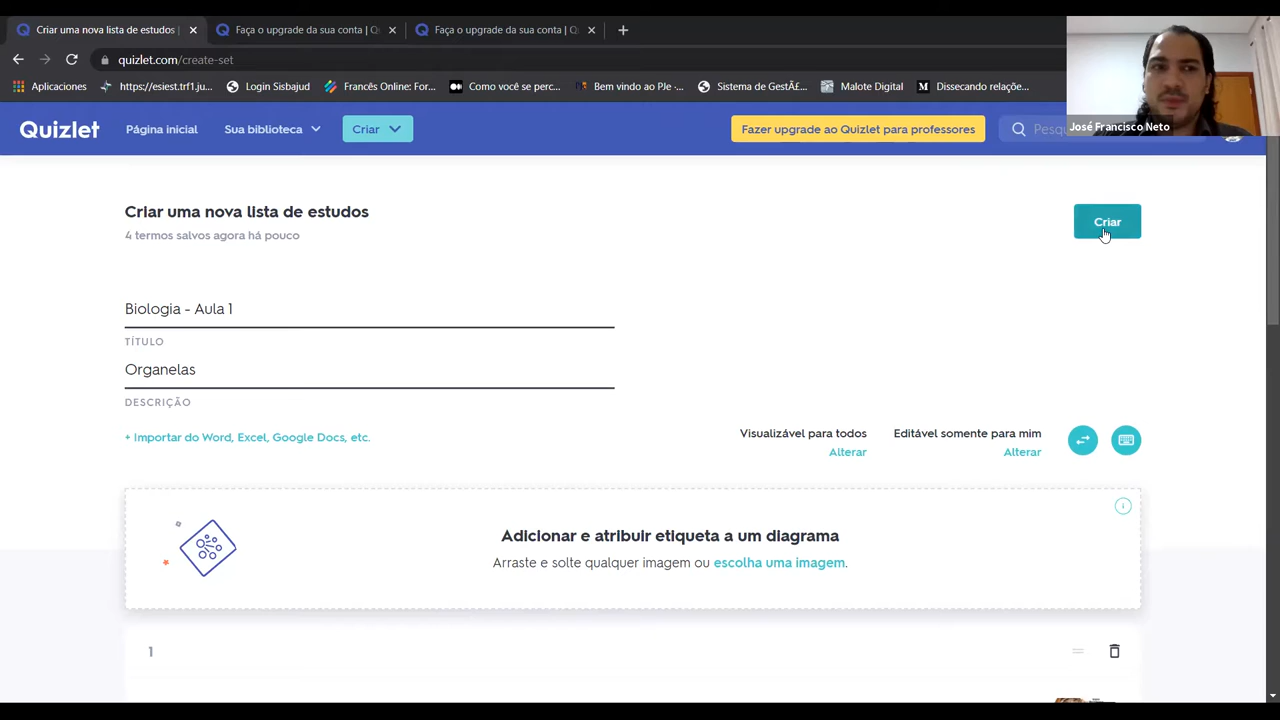 Criar uma nova lista de estudos |
Faça o upgrade da sua conta | Q
Faça o upgrade da sua conta | Q
quizlet.com/create-set
Aplicaciones
https://esiest.trf1.ju...
Login Sisbajud
Francês Online: For...
Como você se perc...
Bem vindo ao PJe ·...
Sistema de GestÃ£...
Malote Digital
Dissecando relaçõe...
José Francisco Neto
Quizlet
Página inicial
Sua biblioteca
Criar
Fazer upgrade ao Quizlet para professores
Criar uma nova lista de estudos
4 termos salvos agora há pouco
Criar
Biologia - Aula 1
TÍTULO
Organelas
DESCRIÇÃO
+ Importar do Word, Excel, Google Docs, etc.
Visualizável para todos
Alterar
Editável somente para mim
Alterar
Adicionar e atribuir etiqueta a um diagrama
Arraste e solte qualquer imagem ou escolha uma imagem.
1